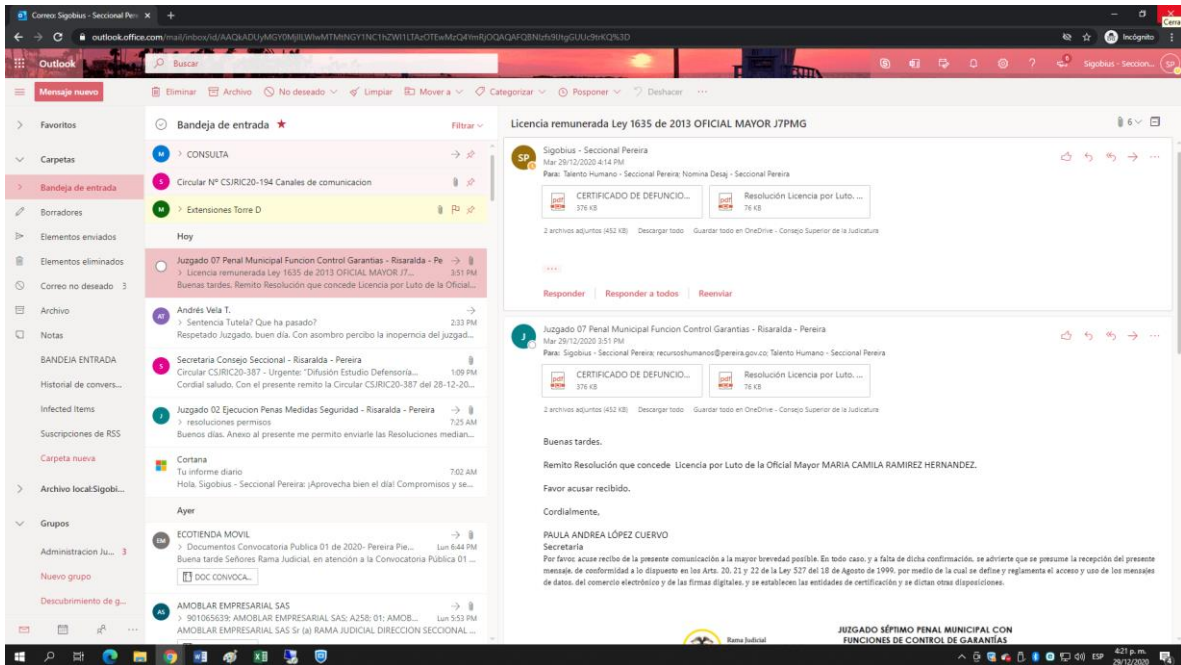 Correo: Sigobius - Seccional Per
Cerra
outlook.office.com/mail/inbox/id/
Incógnito
Outlook
Buscar
Sigobius - Seccion...
SP
Mensaje nuevo
Eliminar Archivo No deseado Limpiar Mover a Categorizar Posponer Deshacer ...
Favoritos
Carpetas
Bandeja de entrada
Borradores
Elementos enviados
Elementos eliminados
Correo no deseado 3
Archivo
Notas
BANDEJA ENTRADA
Historial de convers...
Infected Items
Suscripciones de RSS
Carpeta nueva
Archivo local:Sigobi...
Grupos
Administracion Ju... 3
Nuevo grupo
Descubrimiento de g...
Bandeja de entrada Filtrar
M > CONSULTA
S Circular Nº CSJRIC20-194 Canales de comunicacion
M > Extensiones Torre D
Hoy
Juzgado 07 Penal Municipal Funcion Control Garantias - Risaralda - Pe
> Licencia remunerada Ley 1635 de 2013 OFICIAL MAYOR J7... 3:51 PM
Buenas tardes. Remito Resolución que concede Licencia por Luto de la Oficial...
AT Andrés Vela T.
> Sentencia Tutela? Que ha pasado? 2:33 PM
Respetado Juzgado, buen día. Con asombro percibo la inoperncia del juzgad...
S Secretaria Consejo Seccional - Risaralda - Pereira
Circular CSJRIC20-387 - Urgente: "Difusión Estudio Defensoría... 1:09 PM
Cordial saludo, Con el presente remito la Circular CSJRIC20-387 del 28-12-20...
J Juzgado 02 Ejecucion Penas Medidas Seguridad - Risaralda - Pereira
> resoluciones permisos 7:25 AM
Buenos días. Anexo al presente me permito enviarle las Resoluciones median...
Cortana
Tu informe diario 7:02 AM
Hola, Sigobius - Seccional Pereira: ¡Aprovecha bien el día! Compromisos y se...
Ayer
EM ECOTIENDA MOVIL
> Documentos Convocatoria Publica 01 de 2020- Pereira Pie... Lun 6:44 PM
Buena tarde Señores Rama Judicial, en atención a la Convocatoria Pública 01 ...
DOC CONVOCA...
AS AMOBLAR EMPRESARIAL SAS
> 901065639; AMOBLAR EMPRESARIAL SAS; A258; 01; AMOB... Lun 5:53 PM
AMOBLAR EMPRESARIAL SAS Sr (a) RAMA JUDICIAL DIRECCION SECCIONAL ...
Licencia remunerada Ley 1635 de 2013 OFICIAL MAYOR J7PMG 6
SP Sigobius - Seccional Pereira
Mar 29/12/2020 4:14 PM
Para: Talento Humano - Seccional Pereira; Nomina Desaj - Seccional Pereira
CERTIFICADO DE DEFUNCIO... Resolución Licencia por Luto. ...
pdf 376 KB pdf 76 KB
2 archivos adjuntos (452 KB) Descargar todo Guardar todo en OneDrive - Consejo Superior de la Judicatura
...
Responder Responder a todos Reenviar
J Juzgado 07 Penal Municipal Funcion Control Garantias - Risaralda - Pereira
Mar 29/12/2020 3:51 PM
Para: Sigobius - Seccional Pereira; recursoshumanos@pereira.gov.co; Talento Humano - Seccional Pereira
CERTIFICADO DE DEFUNCIO... Resolución Licencia por Luto. ...
pdf 376 KB pdf 76 KB
2 archivos adjuntos (452 KB) Descargar todo Guardar todo en OneDrive - Consejo Superior de la Judicatura
Buenas tardes.
Remito Resolución que concede Licencia por Luto de la Oficial Mayor MARIA CAMILA RAMIREZ HERNANDEZ.
Favor acusar recibido.
Cordialmente,
PAULA ANDREA LÓPEZ CUERVO
Secretaria
Por favor, acuse recibo de la presente comunicación a la mayor brevedad posible. En todo caso, y a falta de dicha confirmación, se advierte que se presume la recepción del presente
mensaje, de conformidad a lo dispuesto en los Arts. 20, 21 y 22 de la Ley 527 del 18 de Agosto de 1999, por medio de la cual se define y reglamenta el acceso y uso de los mensajes
de datos, del comercio electrónico y de las firmas digitales, y se establecen las entidades de certificación y se dictan otras disposiciones.
Rama Judicial
JUZGADO SÉPTIMO PENAL MUNICIPAL CON
FUNCIONES DE CONTROL DE GARANTÍAS
ESP
4:21 p. m.
29/12/2020